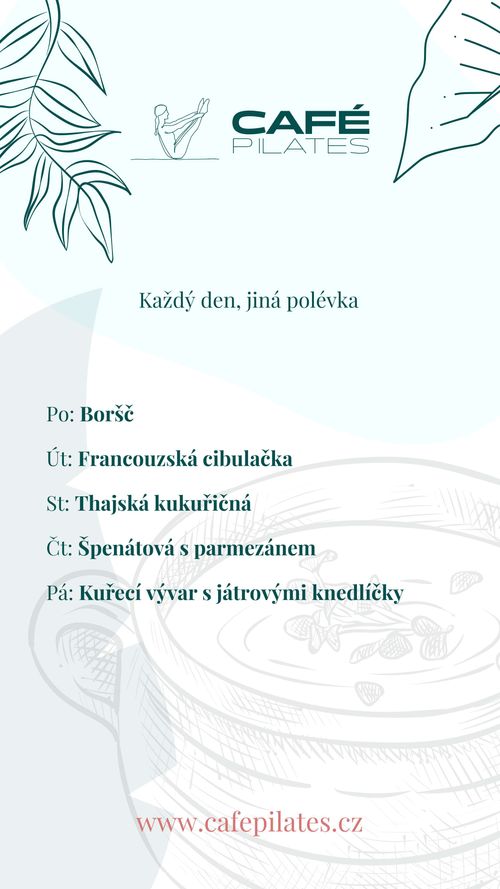 CAFÉ
PILATES
Každý den, jiná polévka
Po: Boršč
Út: Francouzská cibulačka
St: Thajská kukuřičná
Čt: Špenátová s parmezánem
Pá: Kuřecí vývar s játrovými knedlíčky
www.cafepilates.cz